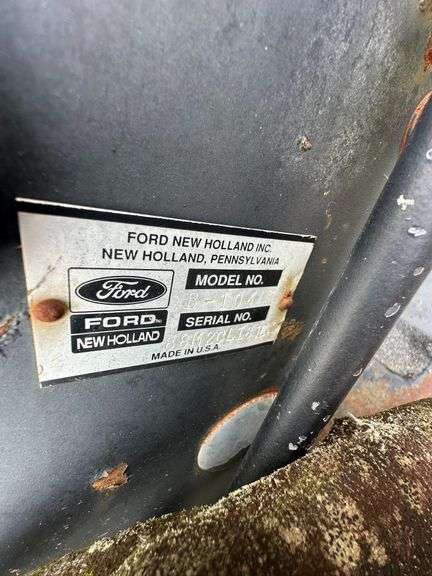 FORD NEW HOLLAND INC.
NEW HOLLAND, PENNSYLVANIA
Ford
MODEL NO.
FORD
NEW HOLLAND
SERIAL NO.
MADE IN U.S.A.